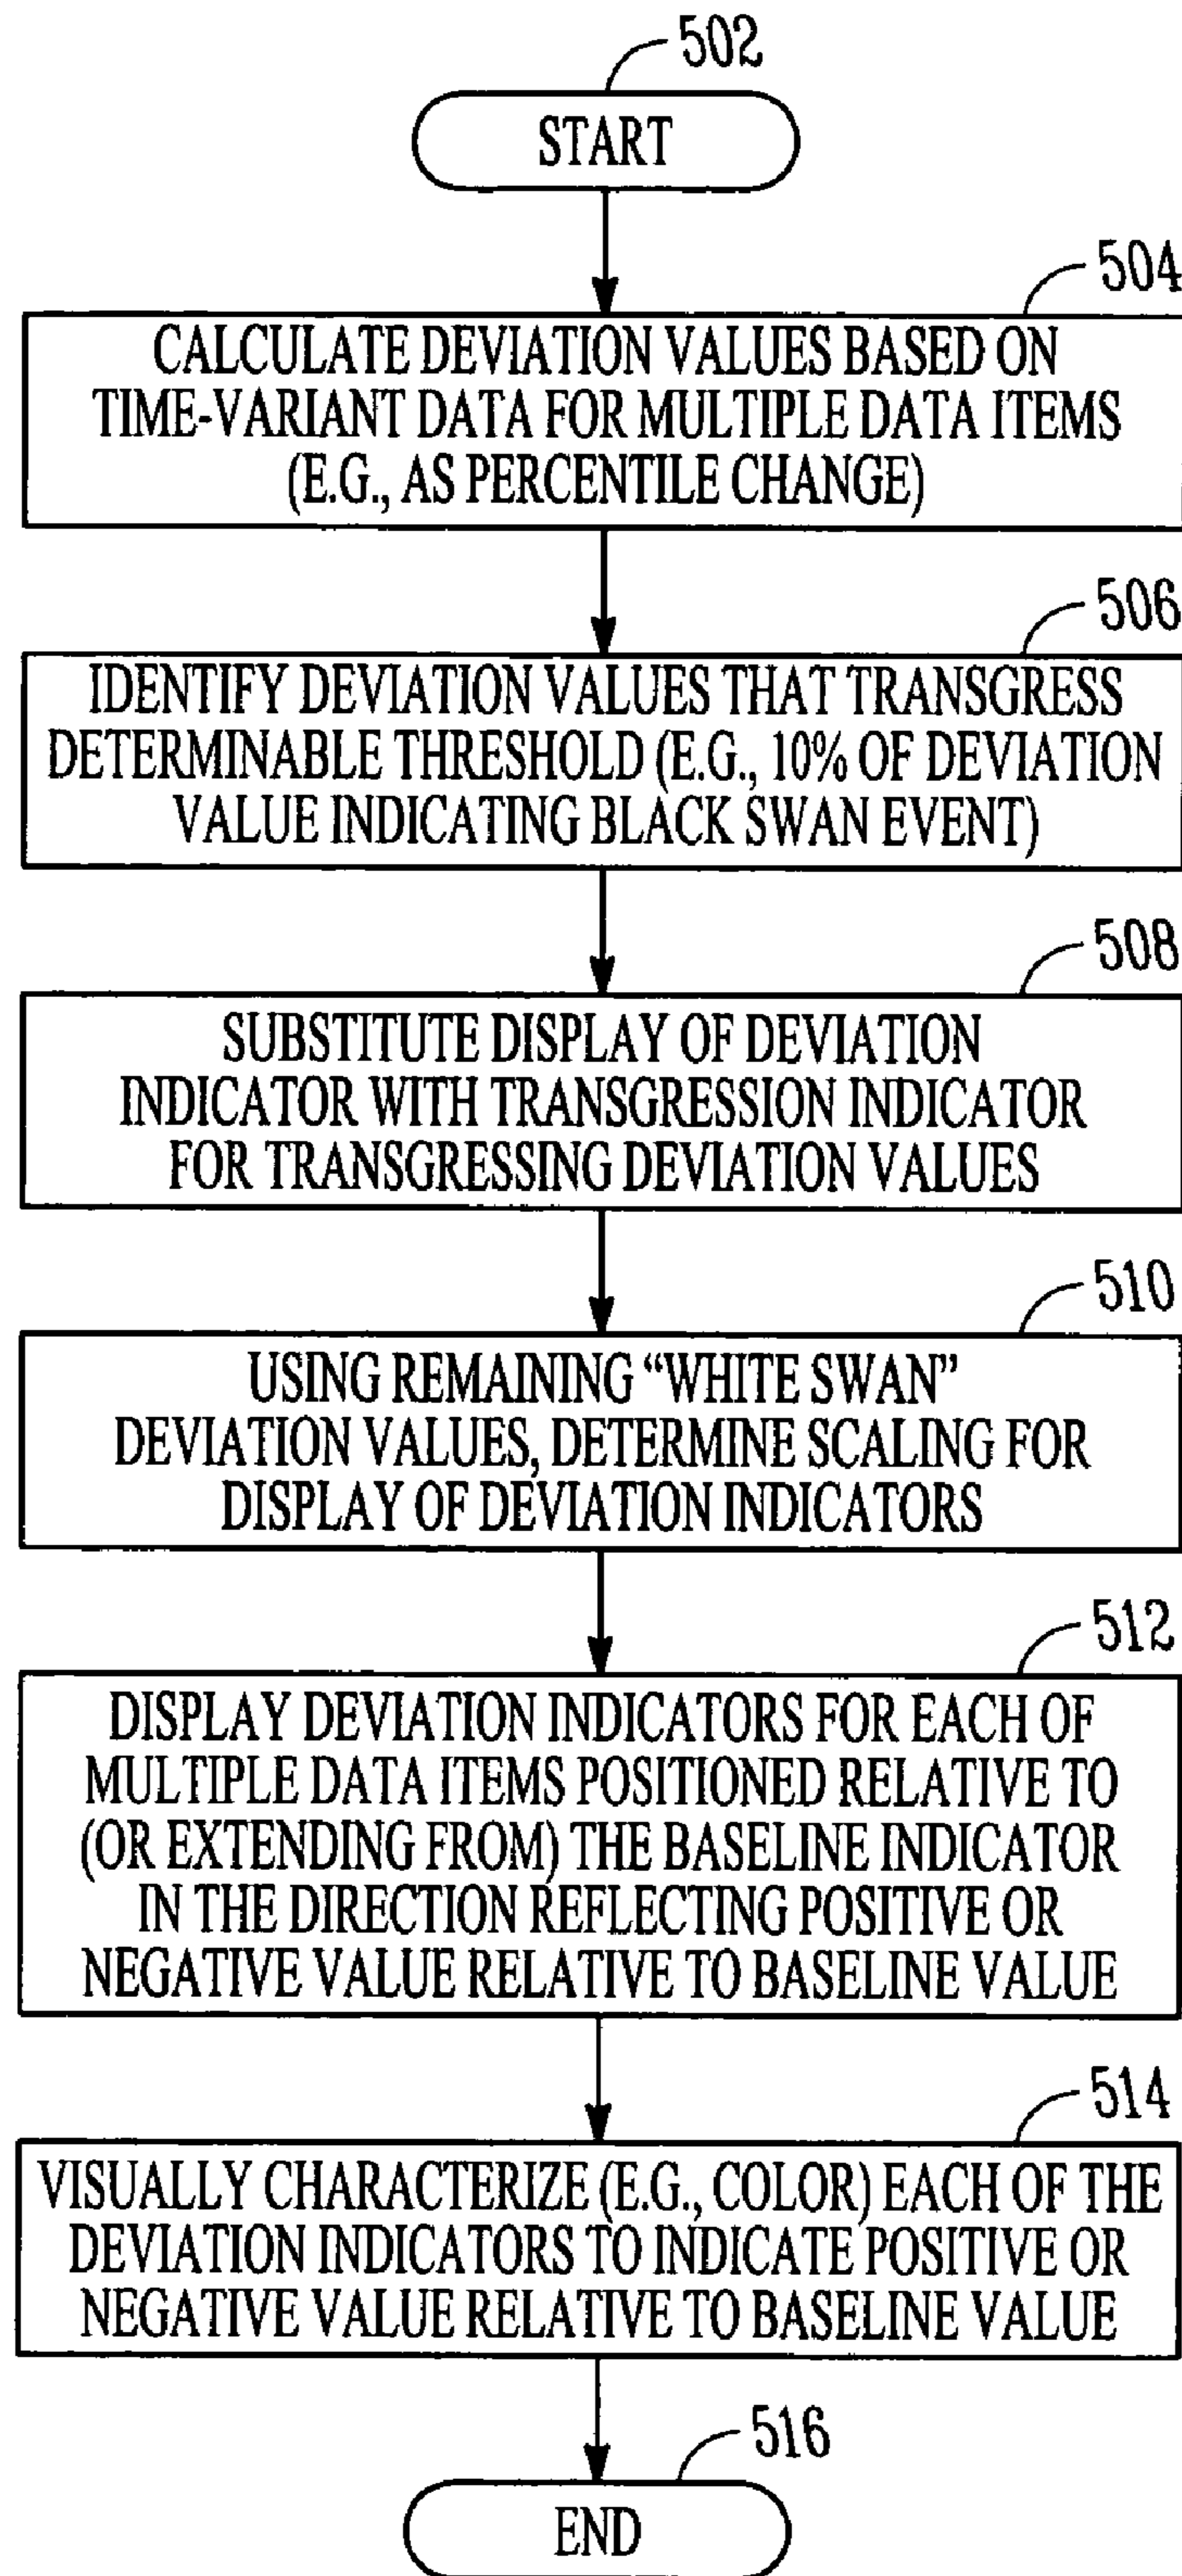 502
START
504
CALCULATE DEVIATION VALUES BASED ON
TIME-VARIANT DATA FOR MULTIPLE DATA ITEMS
(E.G., AS PERCENTILE CHANGE)
506
IDENTIFY DEVIATION VALUES THAT TRANSGRESS
DETERMINABLE THRESHOLD (E.G., 10% OF DEVIATION
VALUE INDICATING BLACK SWAN EVENT)
508
SUBSTITUTE DISPLAY OF DEVIATION
INDICATOR WITH TRANSGRESSION INDICATOR
FOR TRANSGRESSING DEVIATION VALUES
510
USING REMAINING “WHITE SWAN”
DEVIATION VALUES, DETERMINE SCALING FOR
DISPLAY OF DEVIATION INDICATORS
512
DISPLAY DEVIATION INDICATORS FOR EACH OF
MULTIPLE DATA ITEMS POSITIONED RELATIVE TO
(OR EXTENDING FROM) THE BASELINE INDICATOR
IN THE DIRECTION REFLECTING POSITIVE OR
NEGATIVE VALUE RELATIVE TO BASELINE VALUE
514
VISUALLY CHARACTERIZE (E.G., COLOR) EACH OF THE
DEVIATION INDICATORS TO INDICATE POSITIVE OR
NEGATIVE VALUE RELATIVE TO BASELINE VALUE
516
END